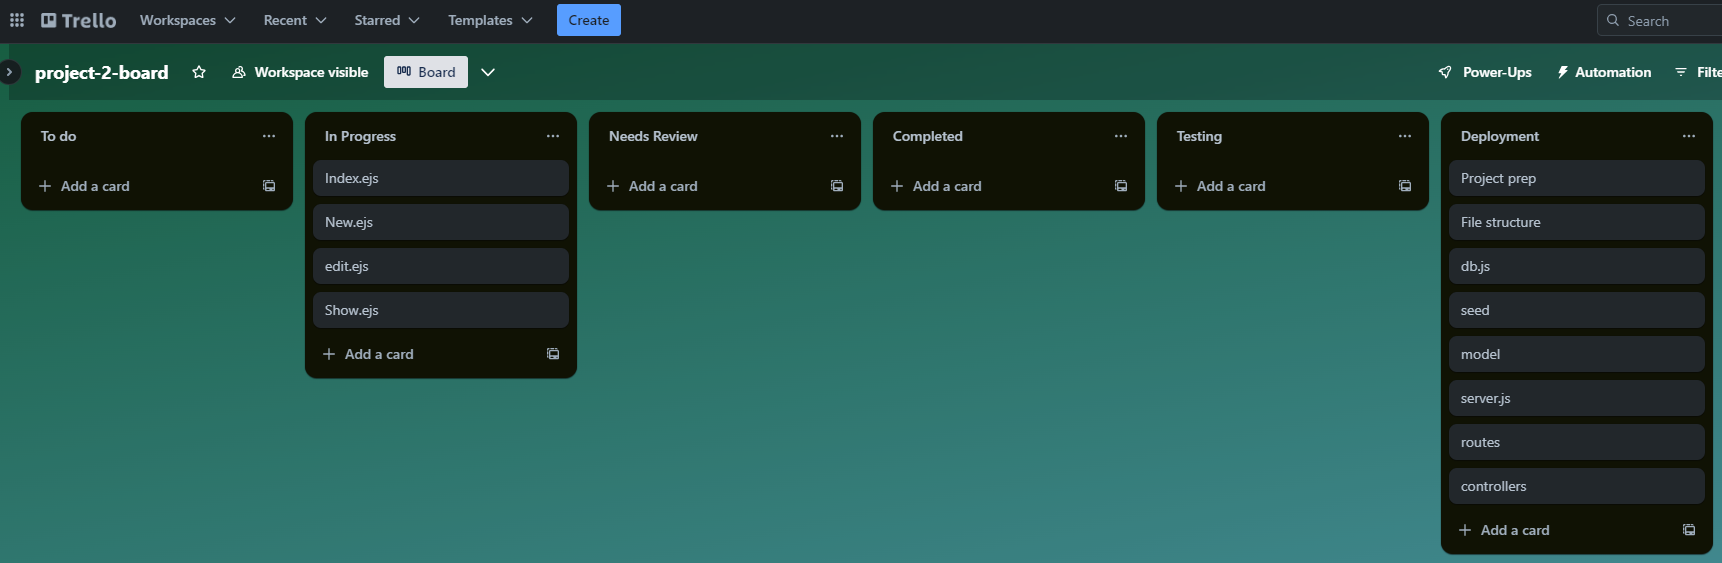 Trello Workspaces Recent Starred Templates Create Search
project-2-board Workspace visible Board Power-Ups Automation Filte
To do
Add a card
In Progress
Index.ejs
New.ejs
edit.ejs
Show.ejs
Add a card
Needs Review
Add a card
Completed
Add a card
Testing
Add a card
Deployment
Project prep
File structure
db.js
seed
model
server.js
routes
controllers
Add a card